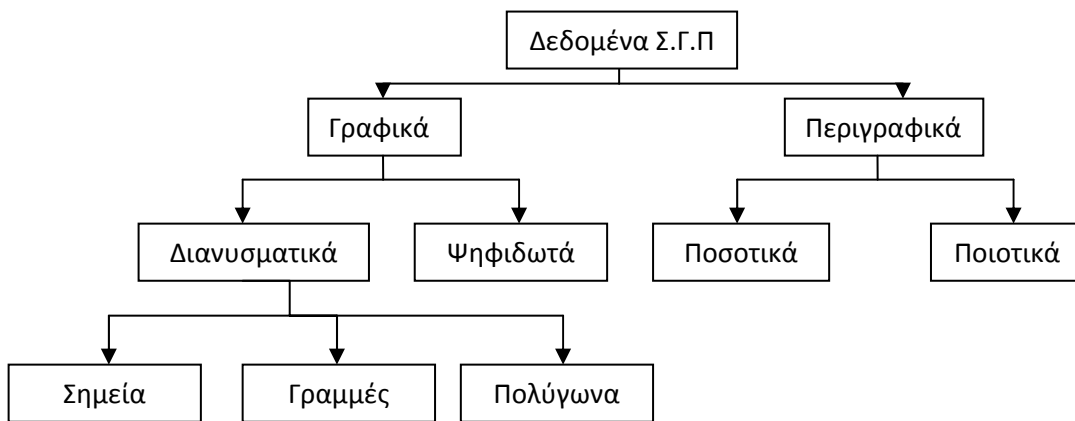 Δεδομένα Σ.Γ.Π
Γραφικά
Περιγραφικά
Διανυσματικά
Ψηφιδωτά
Ποσοτικά
Ποιοτικά
Σημεία
Γραμμές
Πολύγωνα